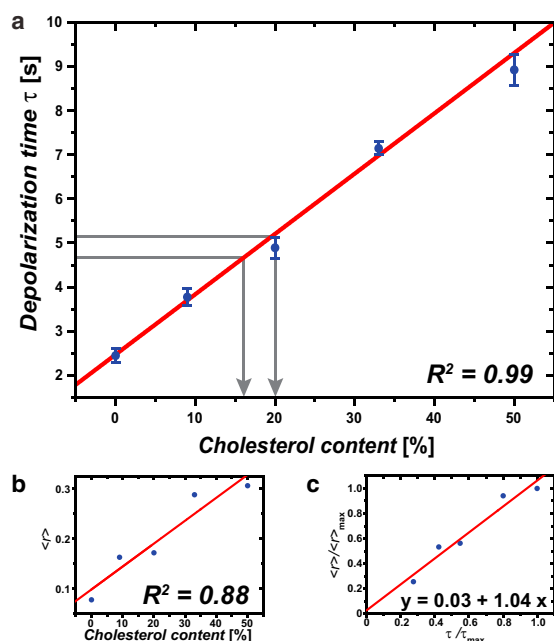 a
10
9
8
7
6
5
4
3
2
Depolarization time τ [s]
R² = 0.99
0 10 20 30 40 50
Cholesterol content [%]
b
0.3
0.2
0.1
<r>
R² = 0.88
0 10 20 30 40 50
Cholesterol content [%]
c
1.0
0.8
0.6
0.4
0.2
0.0
<r>/<r>max
y = 0.03 + 1.04 x
0.0 0.2 0.4 0.6 0.8 1.0
τ /τmax